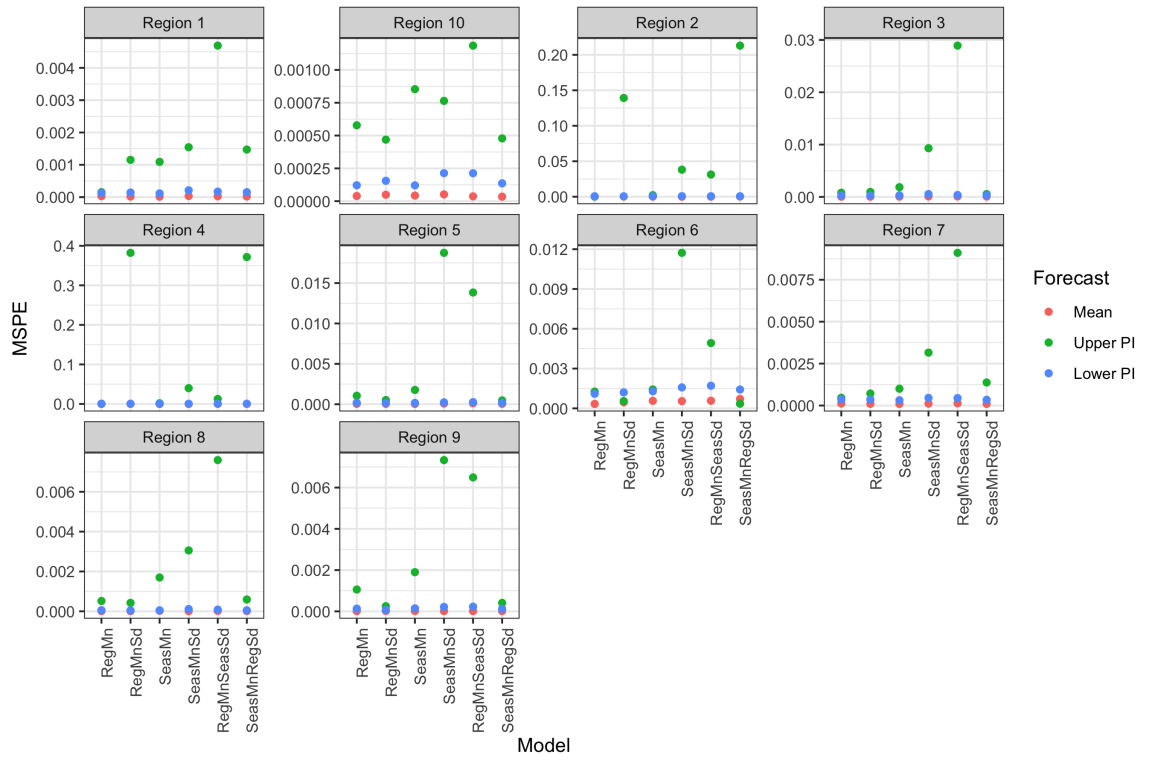 Region 1
Region 10
Region 2
Region 3
0.004
0.003
0.002
0.001
0.000
0.00100
0.00075
0.00050
0.00025
0.00000
0.20
0.15
0.10
0.05
0.00
0.03
0.02
0.01
0.00
Region 4
Region 5
Region 6
Region 7
0.4
0.3
0.2
0.1
0.0
0.015
0.010
0.005
0.000
0.012
0.009
0.006
0.003
0.000
0.0075
0.0050
0.0025
0.0000
RegMn
RegMnSd
SeasMn
SeasMnSd
RegMnSeasSd
SeasMnRegSd
RegMn
RegMnSd
SeasMn
SeasMnSd
RegMnSeasSd
SeasMnRegSd
Region 8
Region 9
0.006
0.004
0.002
0.000
0.006
0.004
0.002
0.000
RegMn
RegMnSd
SeasMn
SeasMnSd
RegMnSeasSd
SeasMnRegSd
RegMn
RegMnSd
SeasMn
SeasMnSd
RegMnSeasSd
SeasMnRegSd
MSPE
Model
Forecast
Mean
Upper PI
Lower PI